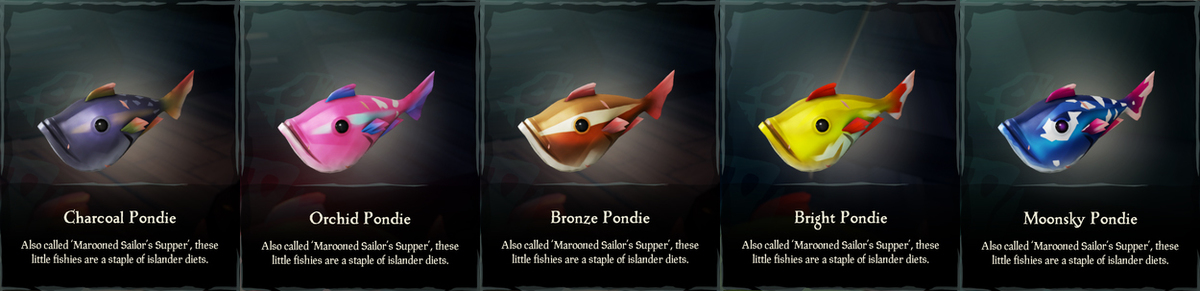 Charcoal Pondie
Also called 'Marooned Sailor's Supper', these
little fishies are a staple of islander diets.
Orchid Pondie
Also called 'Marooned Sailor's Supper', these
little fishies are a staple of islander diets.
Bronze Pondie
Also called 'Marooned Sailor's Supper', these
little fishies are a staple of islander diets.
Bright Pondie
Also called 'Marooned Sailor's Supper', these
little fishies are a staple of islander diets.
Moonsky Pondie
Also called 'Marooned Sailor's Supper', these
little fishies are a staple of islander diets.